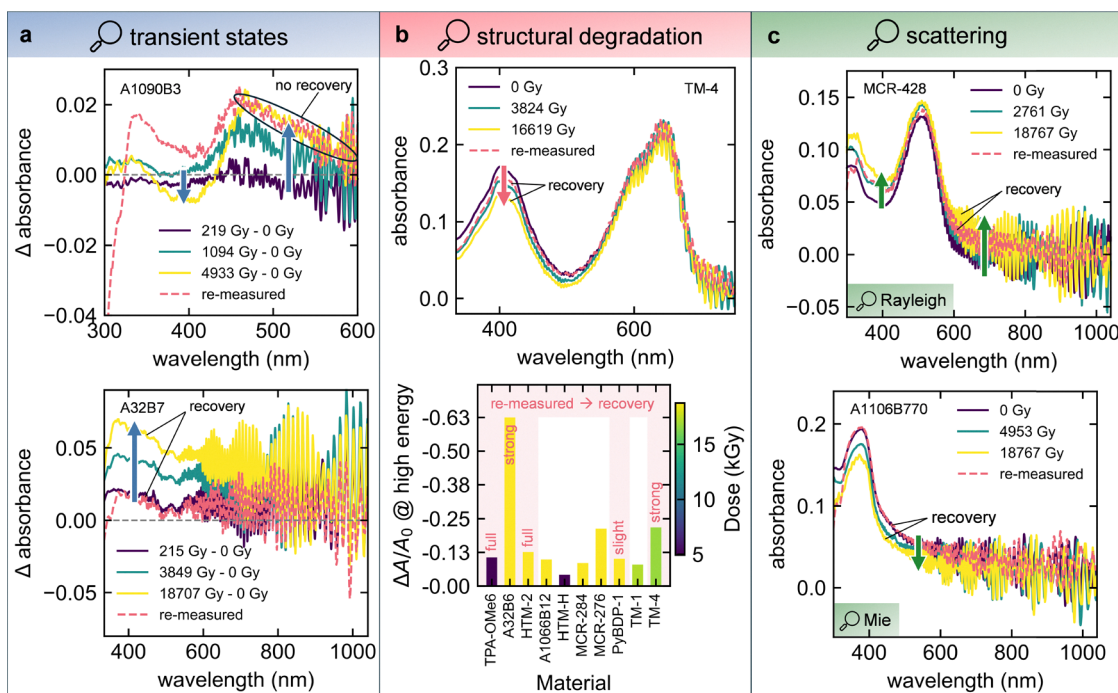 a transient states
A1090B3
no recovery
0.02
0.00
−0.02
−0.04
Δ absorbance
219 Gy - 0 Gy
1094 Gy - 0 Gy
4933 Gy - 0 Gy
re-measured
300 400 500 600
wavelength (nm)
A32B7
recovery
0.05
0.00
−0.05
Δ absorbance
215 Gy - 0 Gy
3849 Gy - 0 Gy
18707 Gy - 0 Gy
re-measured
400 600 800 1000
wavelength (nm)
b structural degradation
0.3
0.2
0.1
0.0
absorbance
0 Gy
3824 Gy
16619 Gy
re-measured
TM-4
recovery
400 600
wavelength (nm)
re-measured → recovery
-0.63
-0.50
-0.38
-0.25
-0.13
-0.00
ΔA/A0 @ high energy
full
strong
full
slight
strong
15
10
5
Dose (kGy)
TPA-OMe6
A32B6
HTM-2
A1066B12
HTM-H
MCR-284
MCR-276
PyBDP-1
TM-1
TM-4
Material
c scattering
MCR-428
0 Gy
2761 Gy
18767 Gy
re-measured
recovery
0.15
0.10
0.05
0.00
−0.05
absorbance
Rayleigh
400 600 800 1000
wavelength (nm)
A1106B770
0 Gy
4953 Gy
18767 Gy
re-measured
recovery
0.2
0.1
0.0
absorbance
Mie
400 600 800 1000
wavelength (nm)